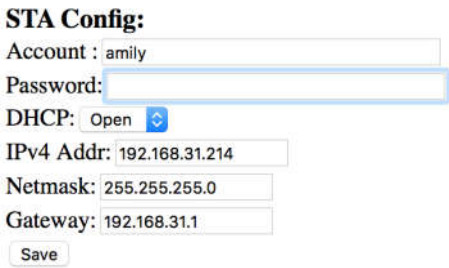 STA Config:
Account : amily
Password:
DHCP: Open
IPv4 Addr: 192.168.31.214
Netmask: 255.255.255.0
Gateway: 192.168.31.1
Save